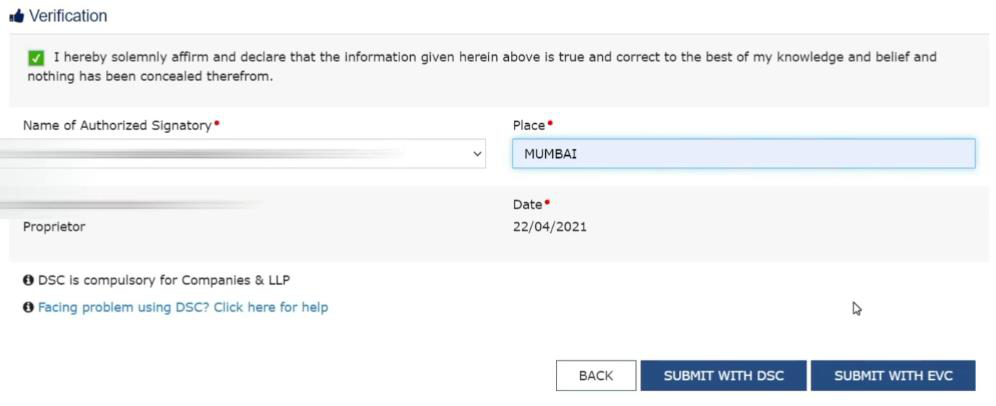 Verification
I hereby solemnly affirm and declare that the information given herein above is true and correct to the best of my knowledge and belief and
nothing has been concealed therefrom.
Name of Authorized Signatory•
Place•
MUMBAI
Date•
Proprietor
22/04/2021
DSC is compulsory for Companies & LLP
Facing problem using DSC? Click here for help
BACK
SUBMIT WITH DSC
SUBMIT WITH EVC